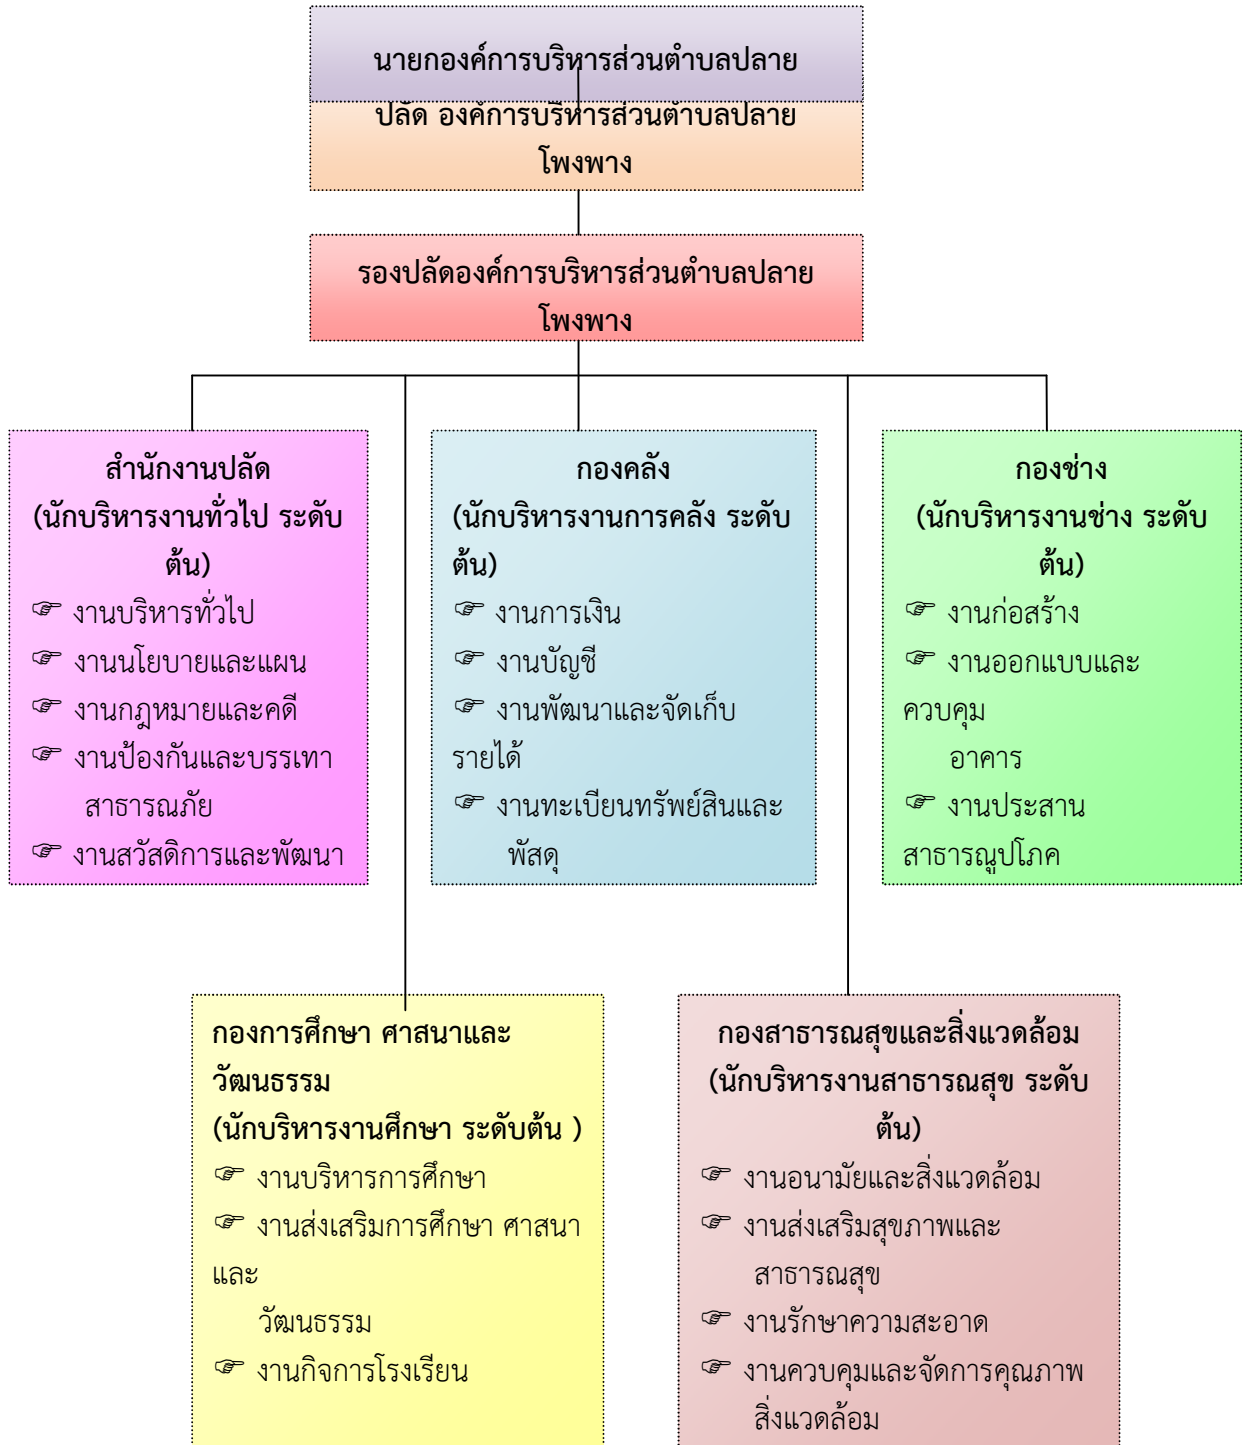 นายกองค์การบริหารส่วนตำบลปลาย
ปลัด องค์การบริหารส่วนตำบลปลาย
โพงพาง
รองปลัดองค์การบริหารส่วนตำบลปลาย
โพงพาง
สำนักงานปลัด
(นักบริหารงานทั่วไป ระดับ
ต้น)
☞ งานบริหารทั่วไป
☞ งานนโยบายและแผน
☞ งานกฎหมายและคดี
☞ งานป้องกันและบรรเทา
สาธารณภัย
☞ งานสวัสดิการและพัฒนา
กองคลัง
(นักบริหารงานการคลัง ระดับ
ต้น)
☞ งานการเงิน
☞ งานบัญชี
☞ งานพัฒนาและจัดเก็บ
รายได้
☞ งานทะเบียนทรัพย์สินและ
พัสดุ
กองช่าง
(นักบริหารงานช่าง ระดับ
ต้น)
☞ งานก่อสร้าง
☞ งานออกแบบและ
ควบคุม
อาคาร
☞ งานประสาน
สาธารณูปโภค
กองการศึกษา ศาสนาและ
วัฒนธรรม
(นักบริหารงานศึกษา ระดับต้น )
☞ งานบริหารการศึกษา
☞ งานส่งเสริมการศึกษา ศาสนา
และ
วัฒนธรรม
☞ งานกิจการโรงเรียน
กองสาธารณสุขและสิ่งแวดล้อม
(นักบริหารงานสาธารณสุข ระดับ
ต้น)
☞ งานอนามัยและสิ่งแวดล้อม
☞ งานส่งเสริมสุขภาพและ
สาธารณสุข
☞ งานรักษาความสะอาด
☞ งานควบคุมและจัดการคุณภาพ
สิ่งแวดล้อม